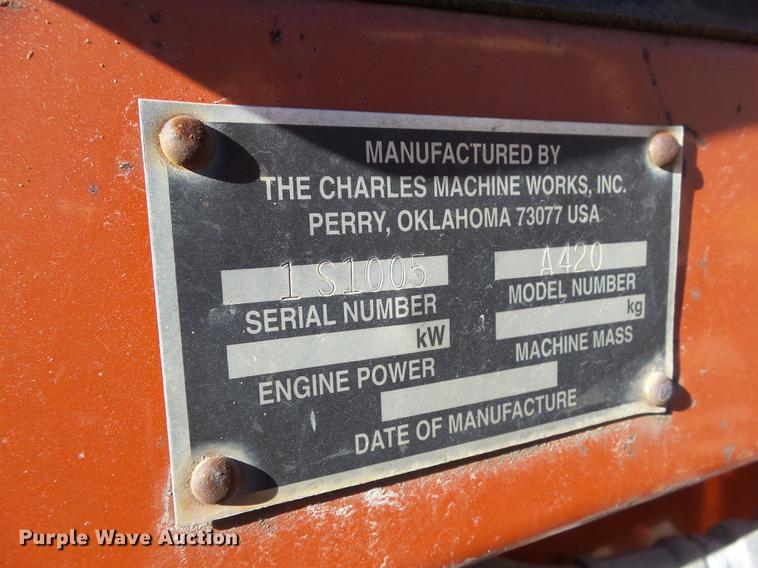 MANUFACTURED BY
THE CHARLES MACHINE WORKS, INC.
PERRY, OKLAHOMA 73077 USA
1S1005
SERIAL NUMBER
A420
MODEL NUMBER
kW
ENGINE POWER
kg
MACHINE MASS
DATE OF MANUFACTURE
Purple Wave Auction